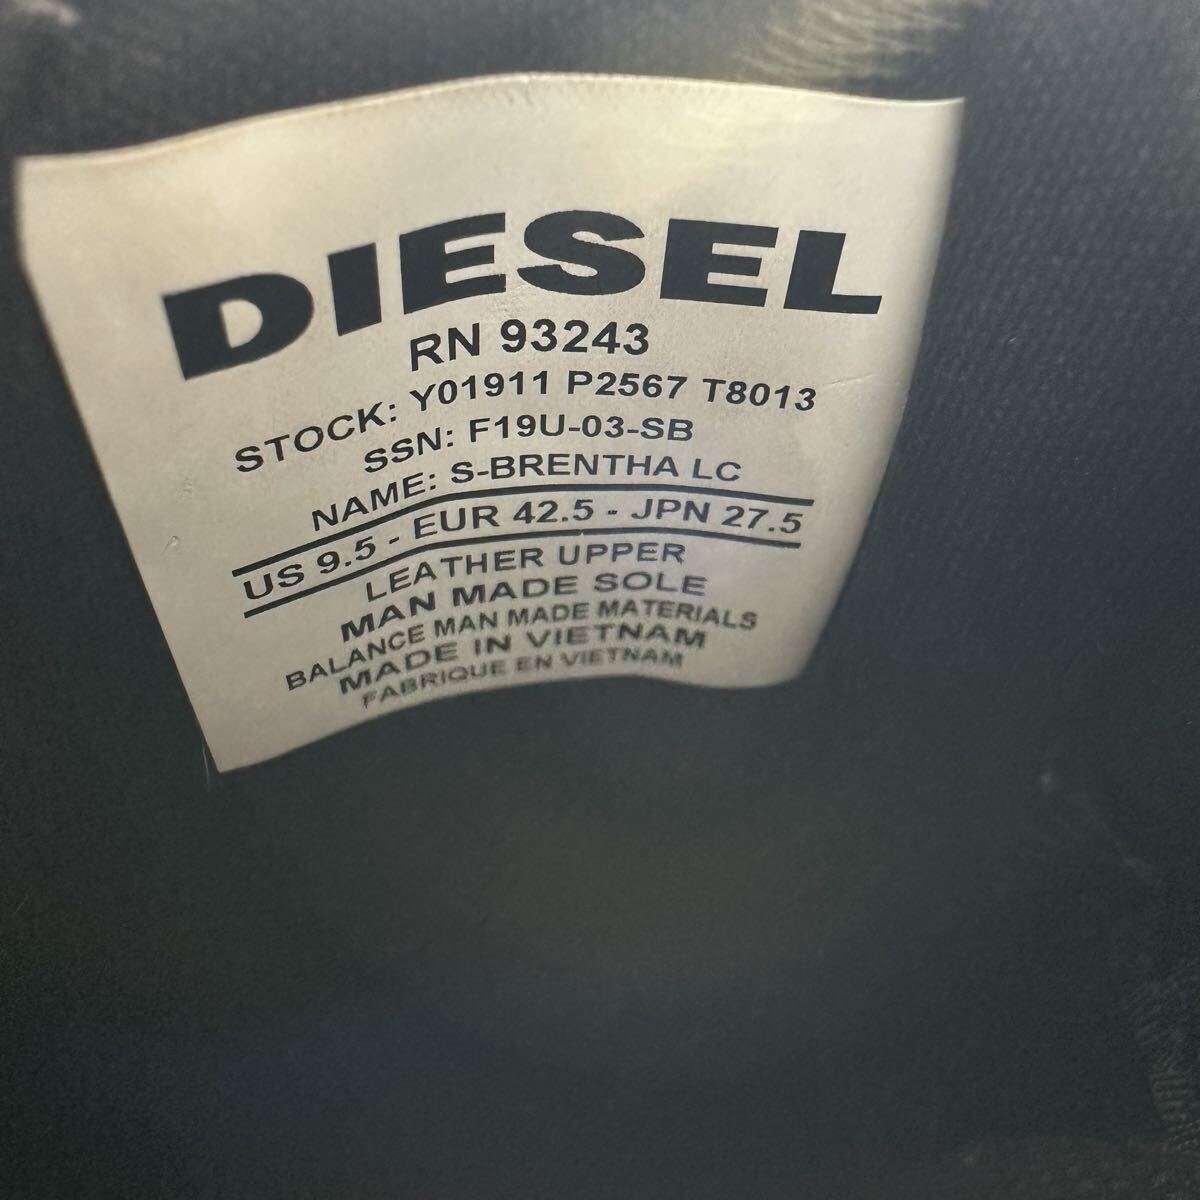 DIESEL
RN 93243
STOCK: Y01911 P2567 T8013
SSN: F19U-03-SB
NAME: S-BRENTHA LC
US 9.5 - EUR 42.5 - JPN 27.5
LEATHER UPPER
MAN MADE SOLE
BALANCE MAN MADE MATERIALS
MADE IN VIETNAM
FABRIQUE EN VIETNAM